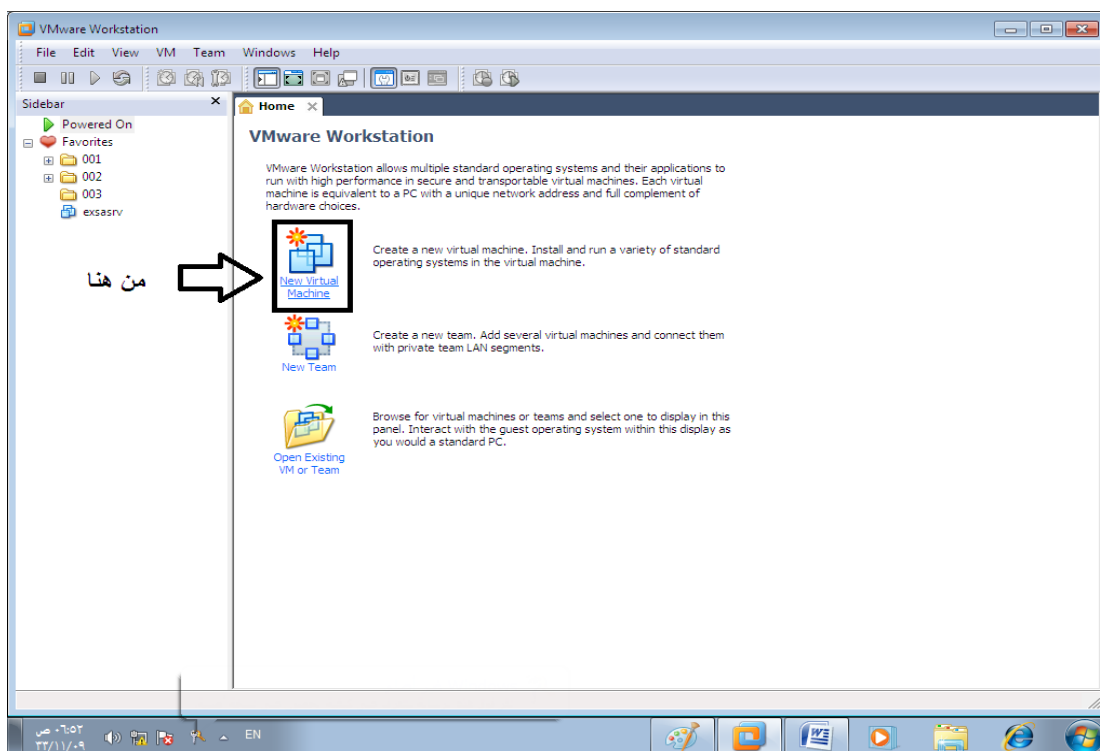 VMware Workstation
File Edit View VM Team Windows Help
Sidebar
Home
Powered On
Favorites
001
002
003
exsasrv
VMware Workstation
VMware Workstation allows multiple standard operating systems and their applications to
run with high performance in secure and transportable virtual machines. Each virtual
machine is equivalent to a PC with a unique network address and full complement of
hardware choices.
من هنا
New Virtual
Machine
Create a new virtual machine. Install and run a variety of standard
operating systems in the virtual machine.
New Team
Create a new team. Add several virtual machines and connect them
with private team LAN segments.
Open Existing
VM or Team
Browse for virtual machines or teams and select one to display in this
panel. Interact with the guest operating system within this display as
you would a standard PC.
٠٦:٥٢ ص
٣٣/١١/٠٩
EN